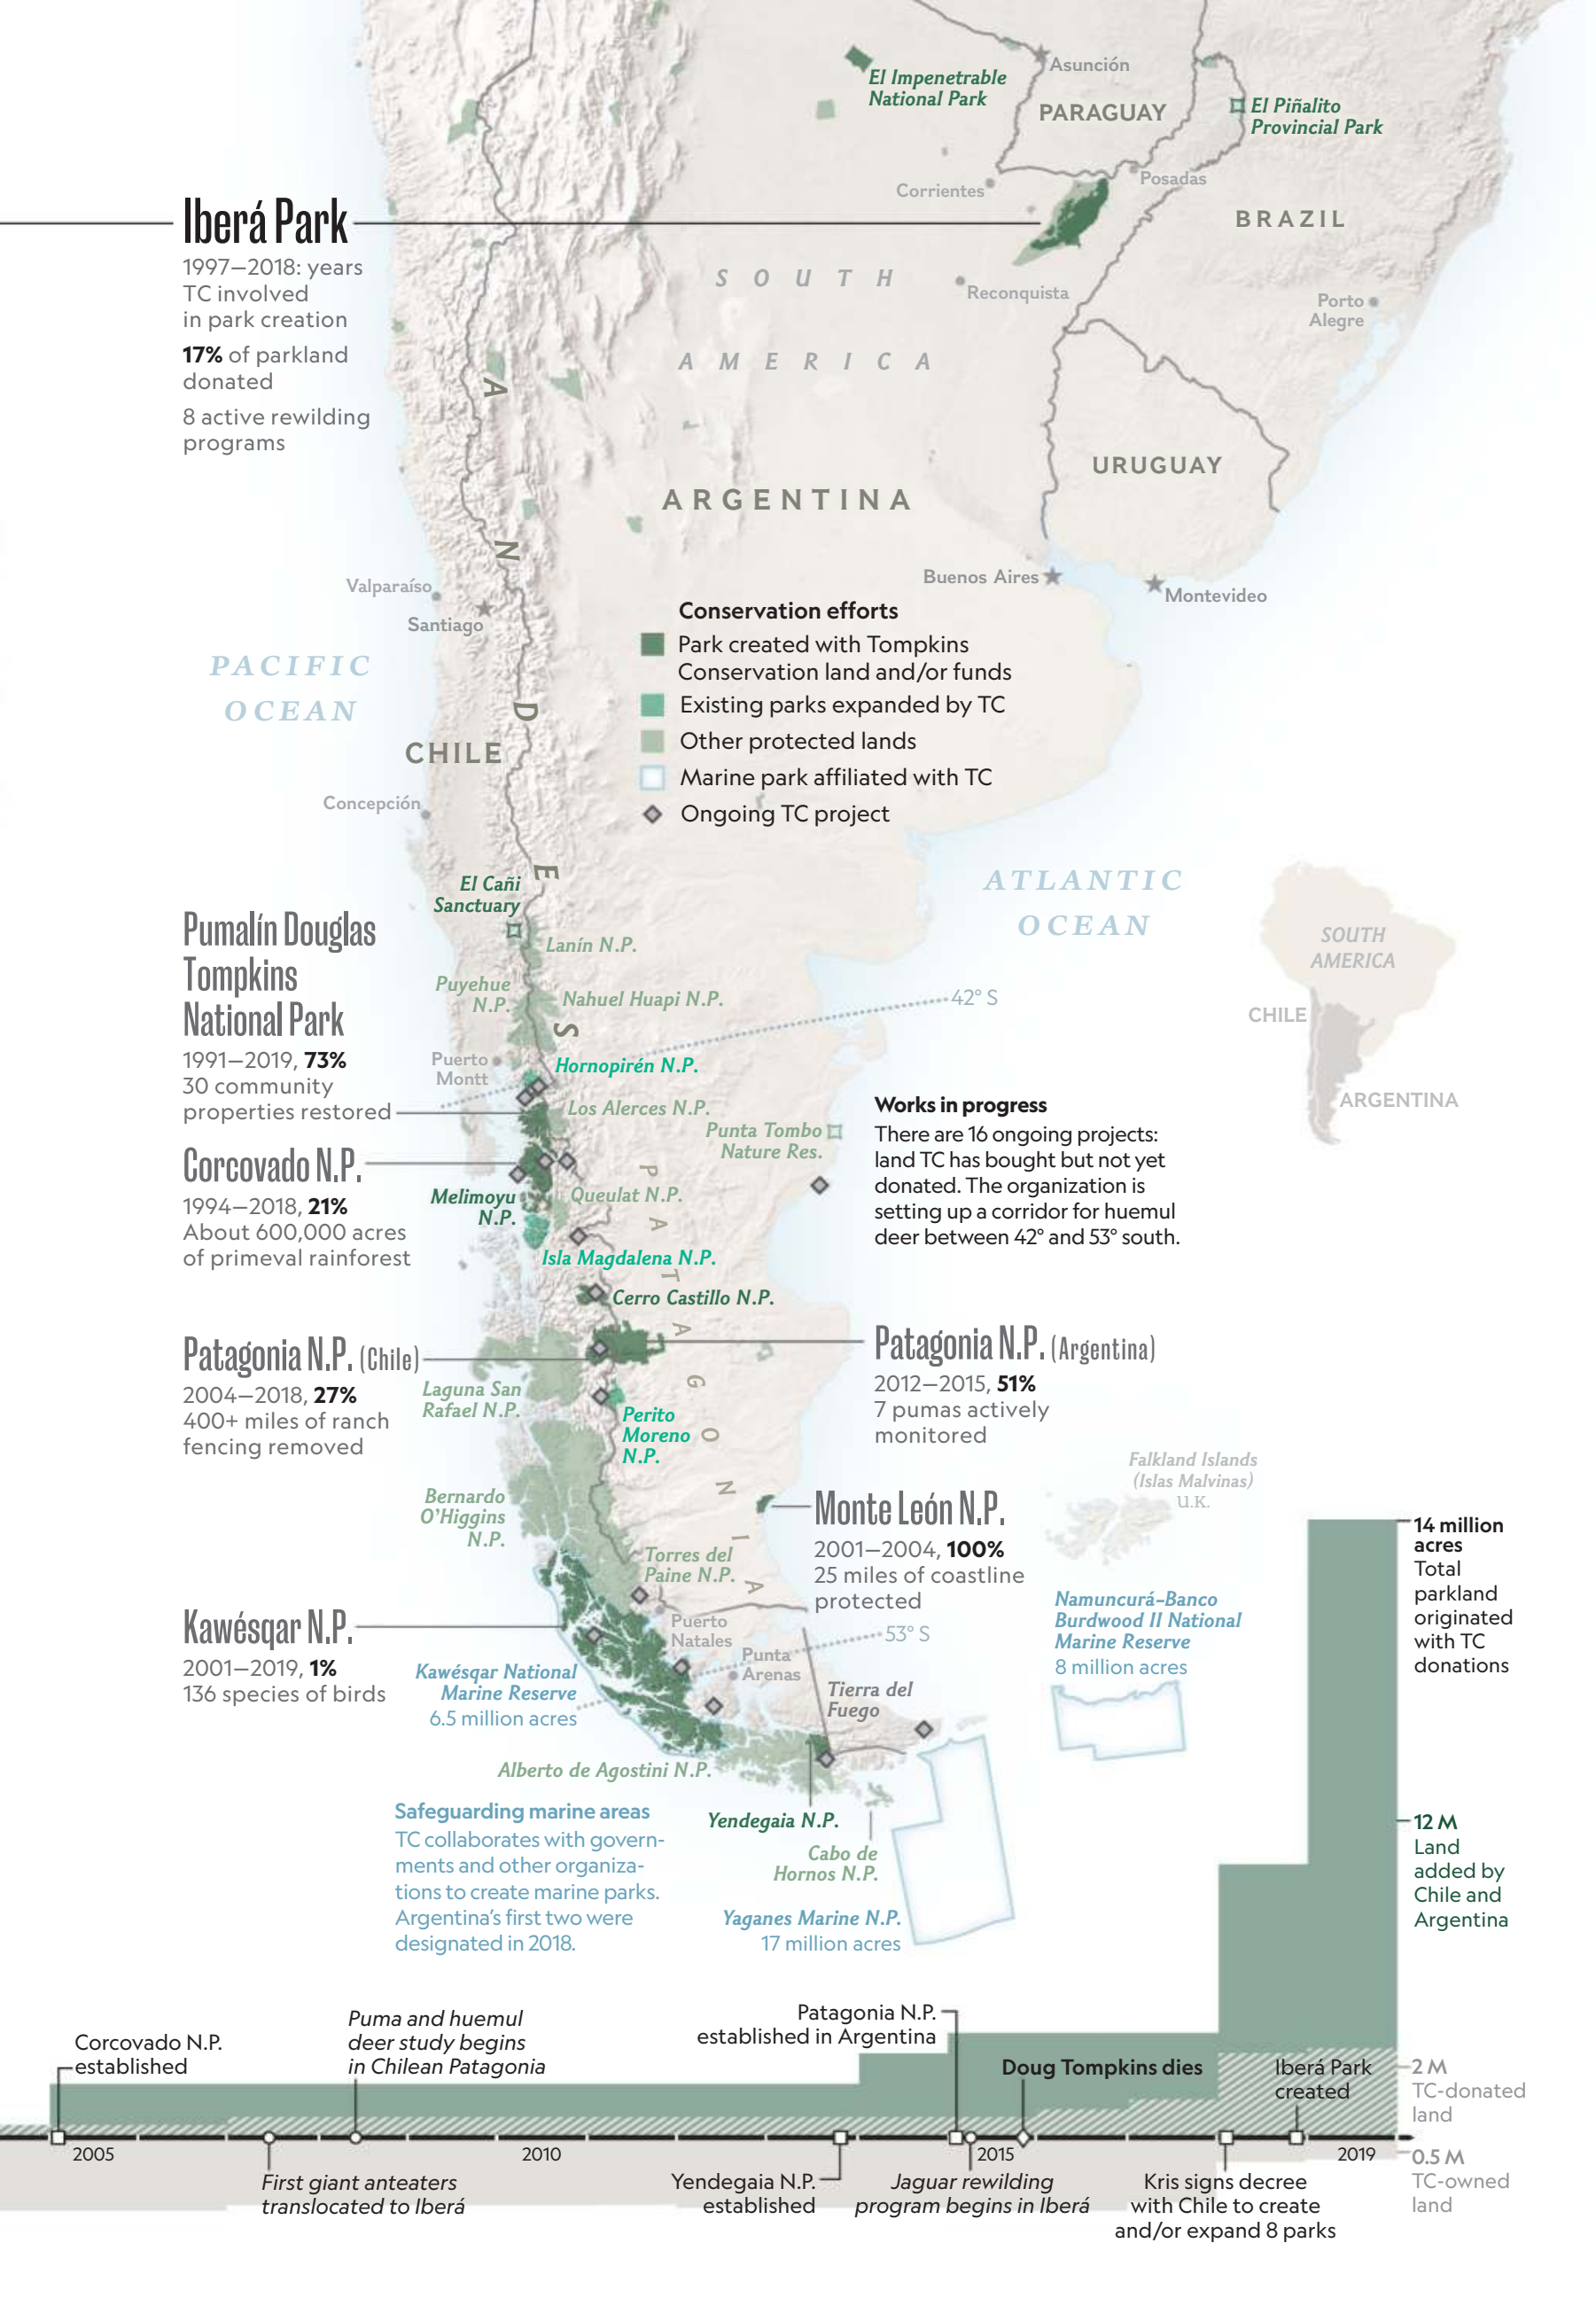 El Impenetrable
National Park
Asunción
PARAGUAY
El Piñalito
Provincial Park
Corrientes
Posadas
BRAZIL
Iberá Park
1997–2018: years
TC involved
in park creation
17% of parkland
donated
8 active rewilding
programs
SOUTH
AMERICA
Reconquista
Porto
Alegre
URUGUAY
ARGENTINA
ANDES
Valparaíso
Santiago
Buenos Aires
Montevideo
PACIFIC
OCEAN
CHILE
Concepción
Conservation efforts
Park created with Tompkins
Conservation land and/or funds
Existing parks expanded by TC
Other protected lands
Marine park affiliated with TC
Ongoing TC project
ATLANTIC
OCEAN
SOUTH
AMERICA
CHILE
ARGENTINA
El Cañi
Sanctuary
Lanín N.P.
Puyehue
N.P.
Nahuel Huapi N.P.
42° S
Pumalín Douglas
Tompkins
National Park
1991–2019, 73%
30 community
properties restored
Puerto
Montt
Hornopirén N.P.
Los Alerces N.P.
Punta Tombo
Nature Res.
Works in progress
There are 16 ongoing projects:
land TC has bought but not yet
donated. The organization is
setting up a corridor for huemul
deer between 42° and 53° south.
Corcovado N.P.
1994–2018, 21%
About 600,000 acres
of primeval rainforest
Melimoyu
N.P.
Queulat N.P.
PATAGONIA
Isla Magdalena N.P.
Cerro Castillo N.P.
Patagonia N.P. (Chile)
2004–2018, 27%
400+ miles of ranch
fencing removed
Laguna San
Rafael N.P.
Patagonia N.P. (Argentina)
2012–2015, 51%
7 pumas actively
monitored
Perito
Moreno
N.P.
Bernardo
O'Higgins
N.P.
Falkland Islands
(Islas Malvinas)
U.K.
Monte León N.P.
2001–2004, 100%
25 miles of coastline
protected
Torres del
Paine N.P.
Kawésqar N.P.
2001–2019, 1%
136 species of birds
Puerto
Natales
53° S
Punta
Arenas
Kawésqar National
Marine Reserve
6.5 million acres
Tierra del
Fuego
Namuncurá–Banco
Burdwood II National
Marine Reserve
8 million acres
Alberto de Agostini N.P.
Safeguarding marine areas
TC collaborates with govern-
ments and other organiza-
tions to create marine parks.
Argentina's first two were
designated in 2018.
Yendegaia N.P.
Cabo de
Hornos N.P.
Yaganes Marine N.P.
17 million acres
14 million
acres
Total
parkland
originated
with TC
donations
12 M
Land
added by
Chile and
Argentina
2 M
TC-donated
land
0.5 M
TC-owned
land
Corcovado N.P.
established
Puma and huemul
deer study begins
in Chilean Patagonia
Patagonia N.P.
established in Argentina
Doug Tompkins dies
Iberá Park
created
2005
2010
2015
2019
First giant anteaters
translocated to Iberá
Yendegaia N.P.
established
Jaguar rewilding
program begins in Iberá
Kris signs decree
with Chile to create
and/or expand 8 parks